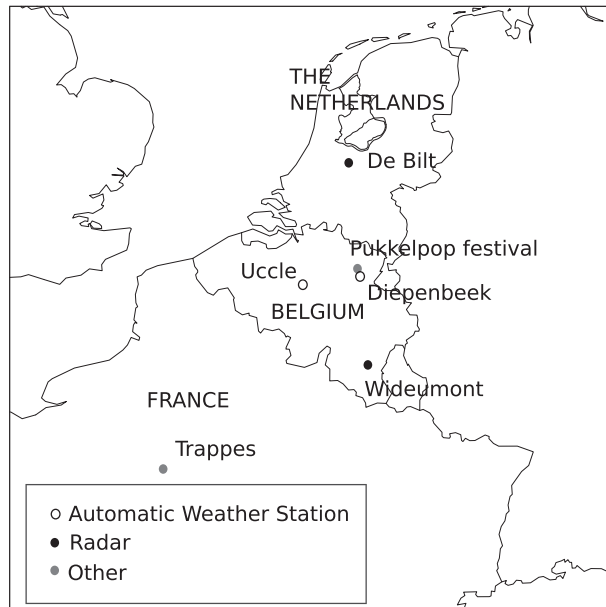 THE
NETHERLANDS
De Bilt
Pukkelpop festival
Uccle
Diepenbeek
BELGIUM
Wideumont
FRANCE
Trappes
Automatic Weather Station
Radar
Other